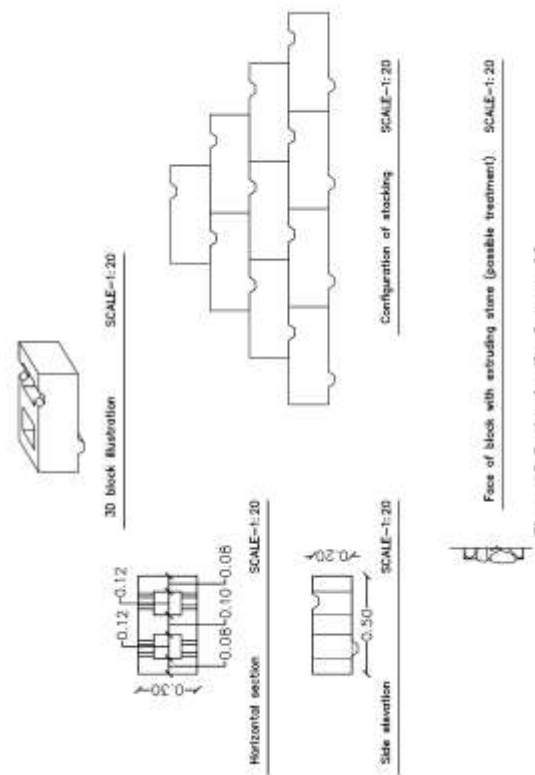 3D block illustration SCALE-1:20
0.12
0.12
0.30
0.08
0.10
0.08
Horizontal section SCALE-1:20
0.20
0.50
Side elevation SCALE-1:20
Configuration of stacking SCALE-1:20
Face of block with extruding stone (possible treatment) SCALE-1:20